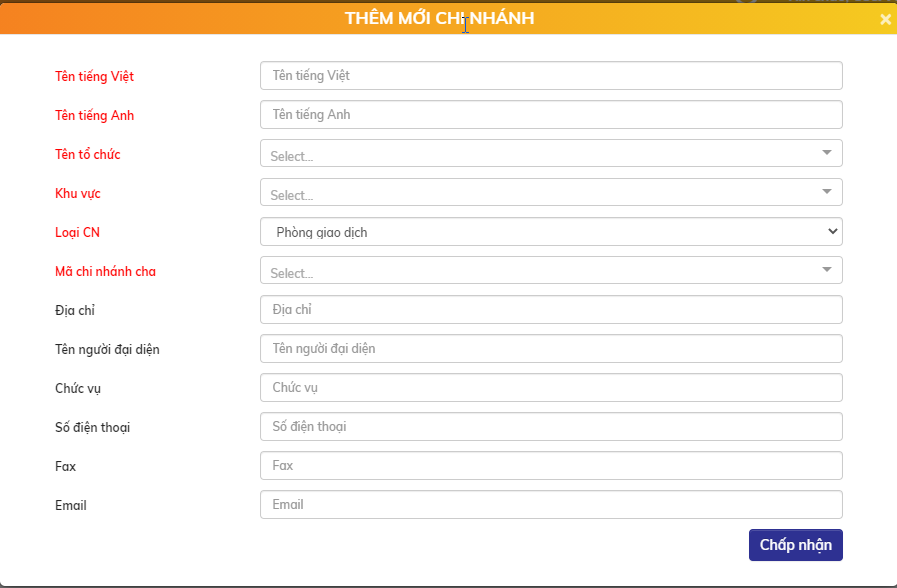 THÊM MỚI CHI NHÁNH ×
Tên tiếng Việt Tên tiếng Việt
Tên tiếng Anh Tên tiếng Anh
Tên tổ chức Select...
Khu vực Select...
Loại CN Phòng giao dịch
Mã chi nhánh cha Select...
Địa chỉ Địa chỉ
Tên người đại diện Tên người đại diện
Chức vụ Chức vụ
Số điện thoại Số điện thoại
Fax Fax
Email Email
Chấp nhận